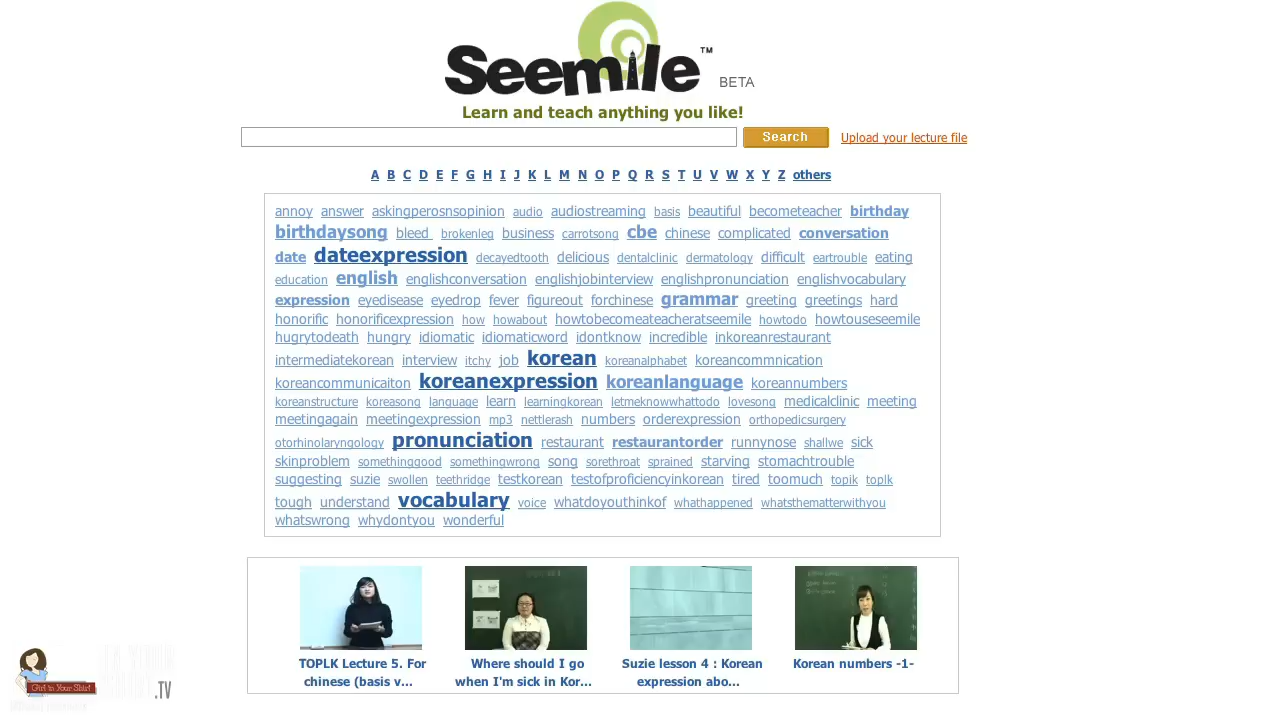 Seemile™ BETA
Learn and teach anything you like!
Search Upload your lecture file
A B C D E F G H I J K L M N O P Q R S T U V W X Y Z others
annoy answer askingperosnsopinion audio audiostreaming basis beautiful becometeacher birthday
birthdaysong bleed brokenleg business carrotsong cbe chinese complicated conversation
date dateexpression decayedtooth delicious dentalclinic dermatology difficult eartrouble eating
education english englishconversation englishjobinterview englishpronunciation englishvocabulary
expression eyedisease eyedrop fever figureout forchinese grammar greeting greetings hard
honorific honorificexpression how howabout howtobecomeateacheratseemile howtodo howtouseseemile
hugrytodeath hungry idiomatic idiomaticword idontknow incredible inkoreanrestaurant
intermediatekorean interview itchy job korean koreanalphabet koreancommnication
koreancommunicaiton koreanexpression koreanlanguage koreannumbers
koreanstructure koreasong language learn learningkorean letmeknowwhattodo lovesong medicalclinic meeting
meetingagain meetingexpression mp3 nettlerash numbers orderexpression orthopedicsurgery
otorhinolaryngology pronunciation restaurant restaurantorder runnynose shallwe sick
skinproblem somethinggood somethingwrong song sorethroat sprained starving stomachtrouble
suggesting suzie swollen teethridge testkorean testofproficiencyinkorean tired toomuch topik toplk
tough understand vocabulary voice whatdoyouthinkof whathappened whatsthematterwithyou
whatswrong whydontyou wonderful
TOPLK Lecture 5. For
chinese (basis v...
Where should I go
when I'm sick in Kor...
Suzie lesson 4 : Korean
expression abo...
Korean numbers -1-
Girl in Your Shirt
.TV